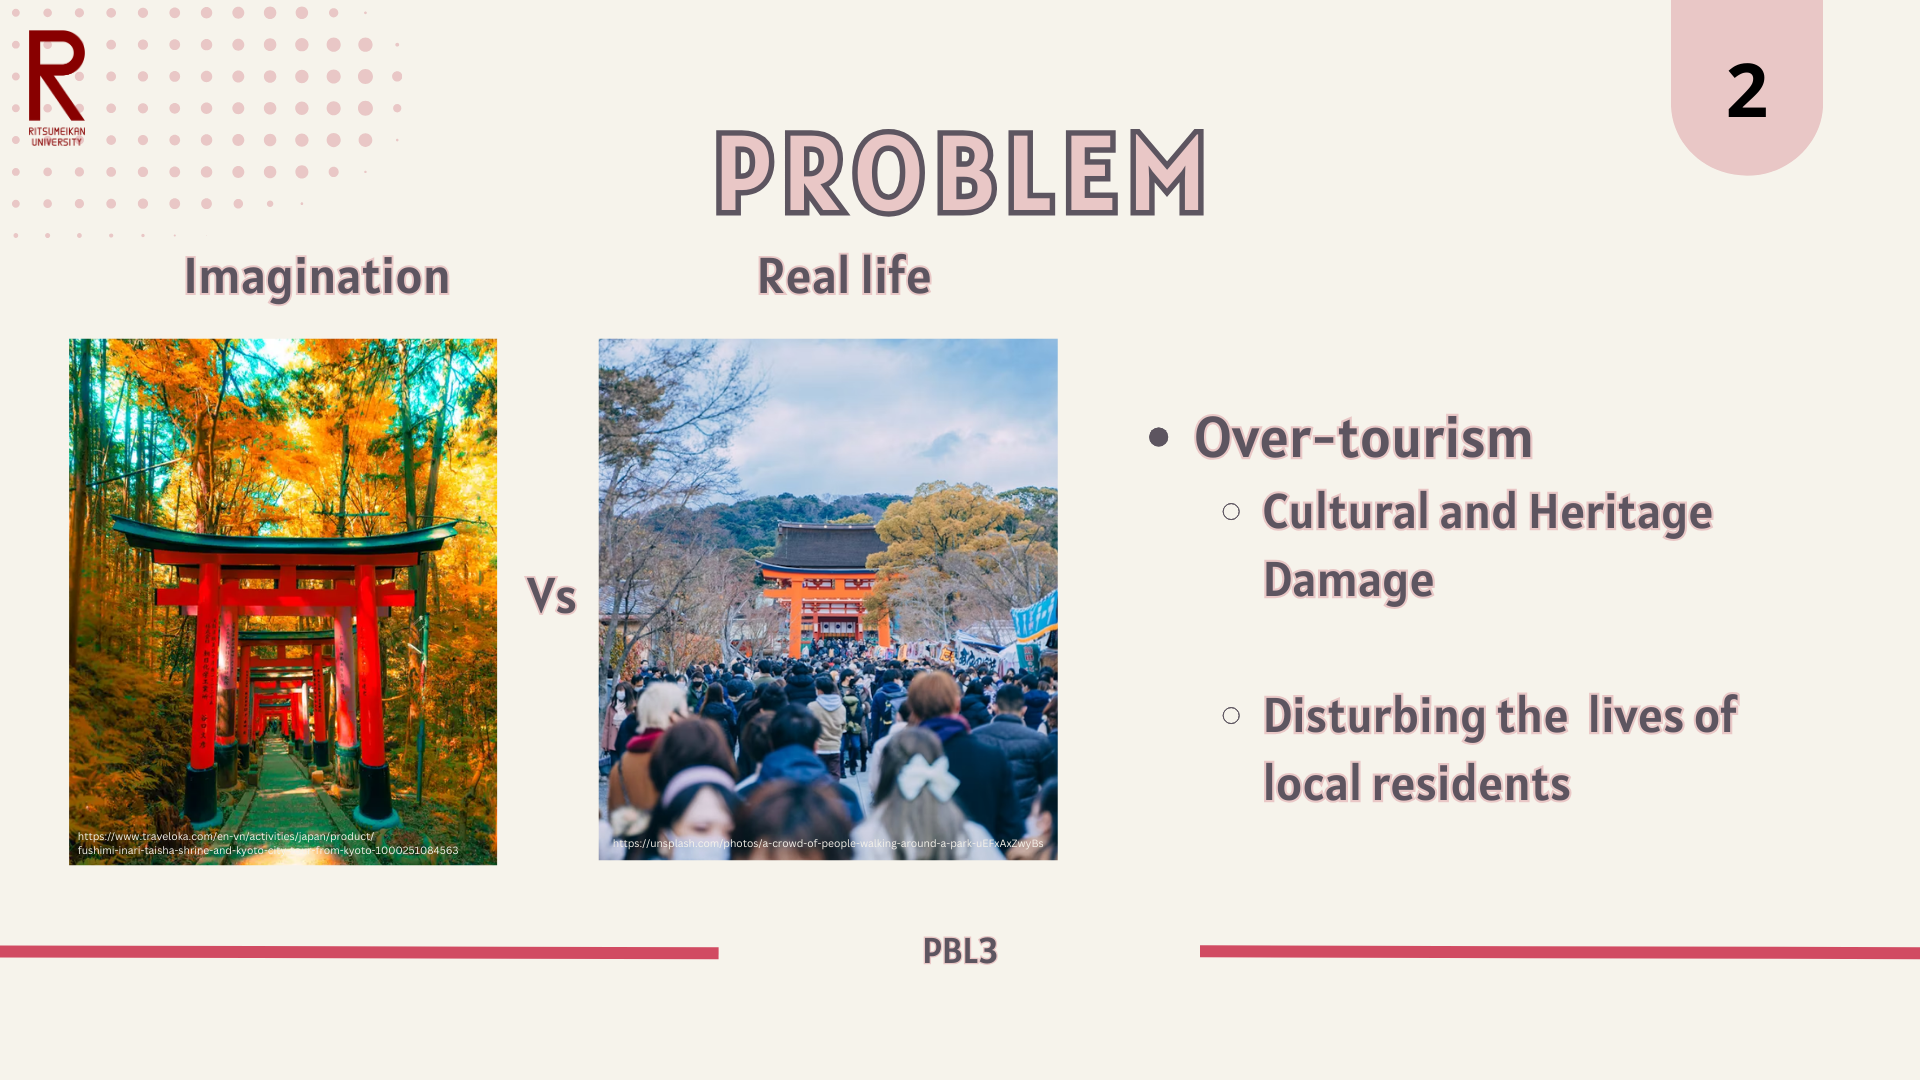 RITSUMEIKAN
UNIVERSITY
2
PROBLEM
Imagination
Real life
Vs
https://www.traveloka.com/en-vn/activities/japan/product/
fushimi-inari-taisha-shrine-and-kyoto-city-tour-from-kyoto-1000251084563
https://unsplash.com/photos/a-crowd-of-people-walking-around-a-park-uEFxAxZwyBs
• Over-tourism
○ Cultural and Heritage
Damage
○ Disturbing the lives of
local residents
PBL3